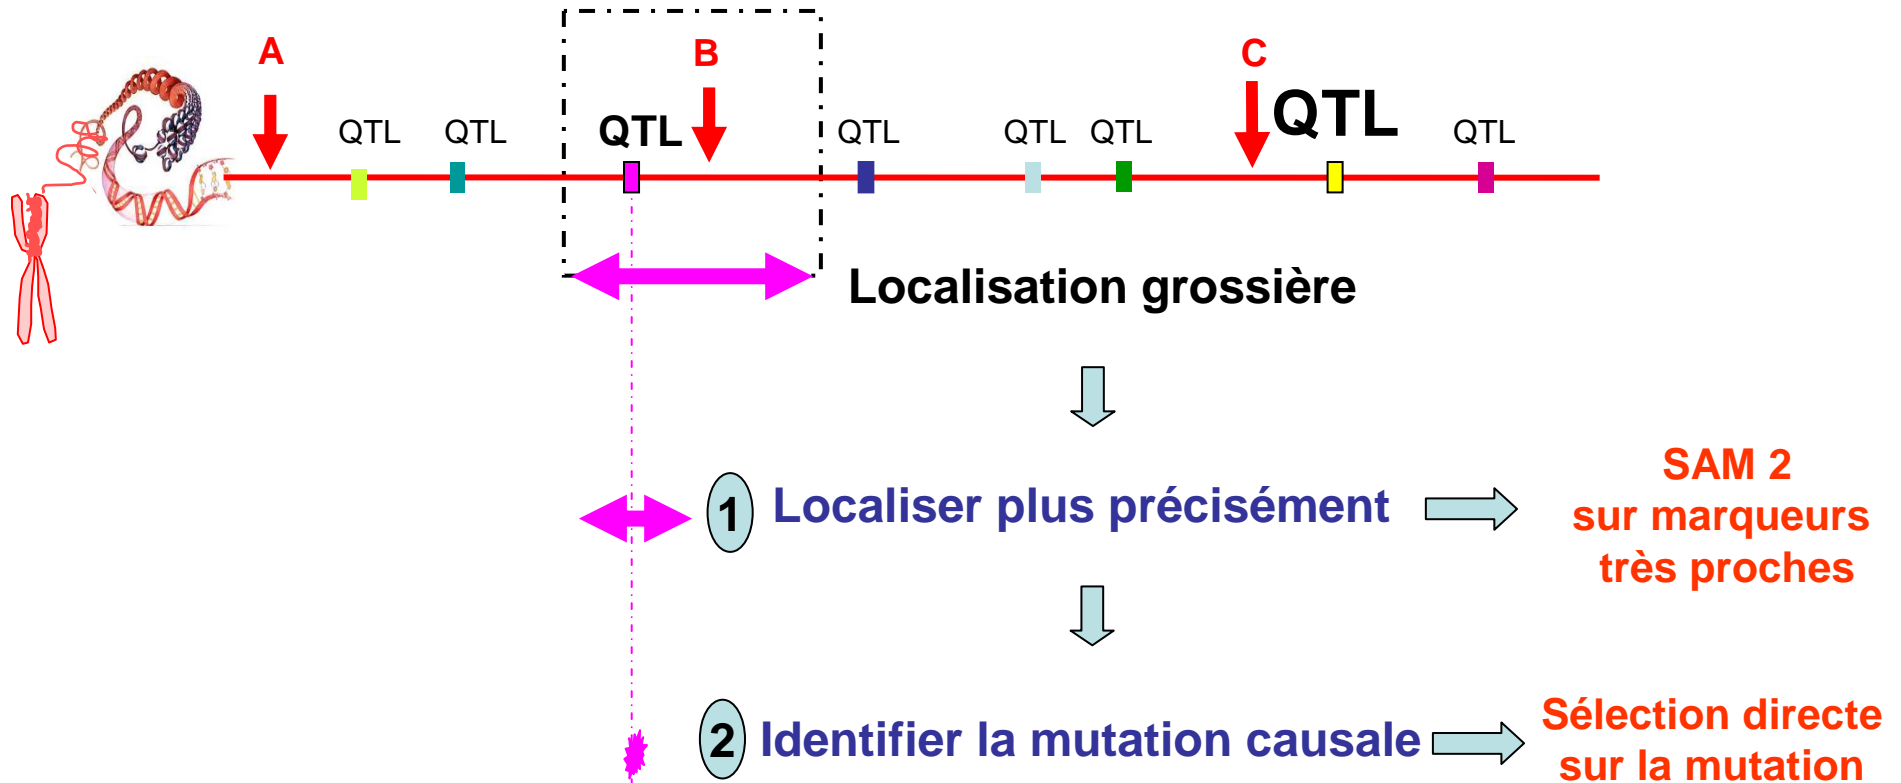 A
B
C
QTL
QTL
QTL
QTL
QTL
QTL
QTL
QTL
Localisation grossière
1
Localiser plus précisément
SAM 2
sur marqueurs
très proches
2
Identifier la mutation causale
Sélection directe
sur la mutation